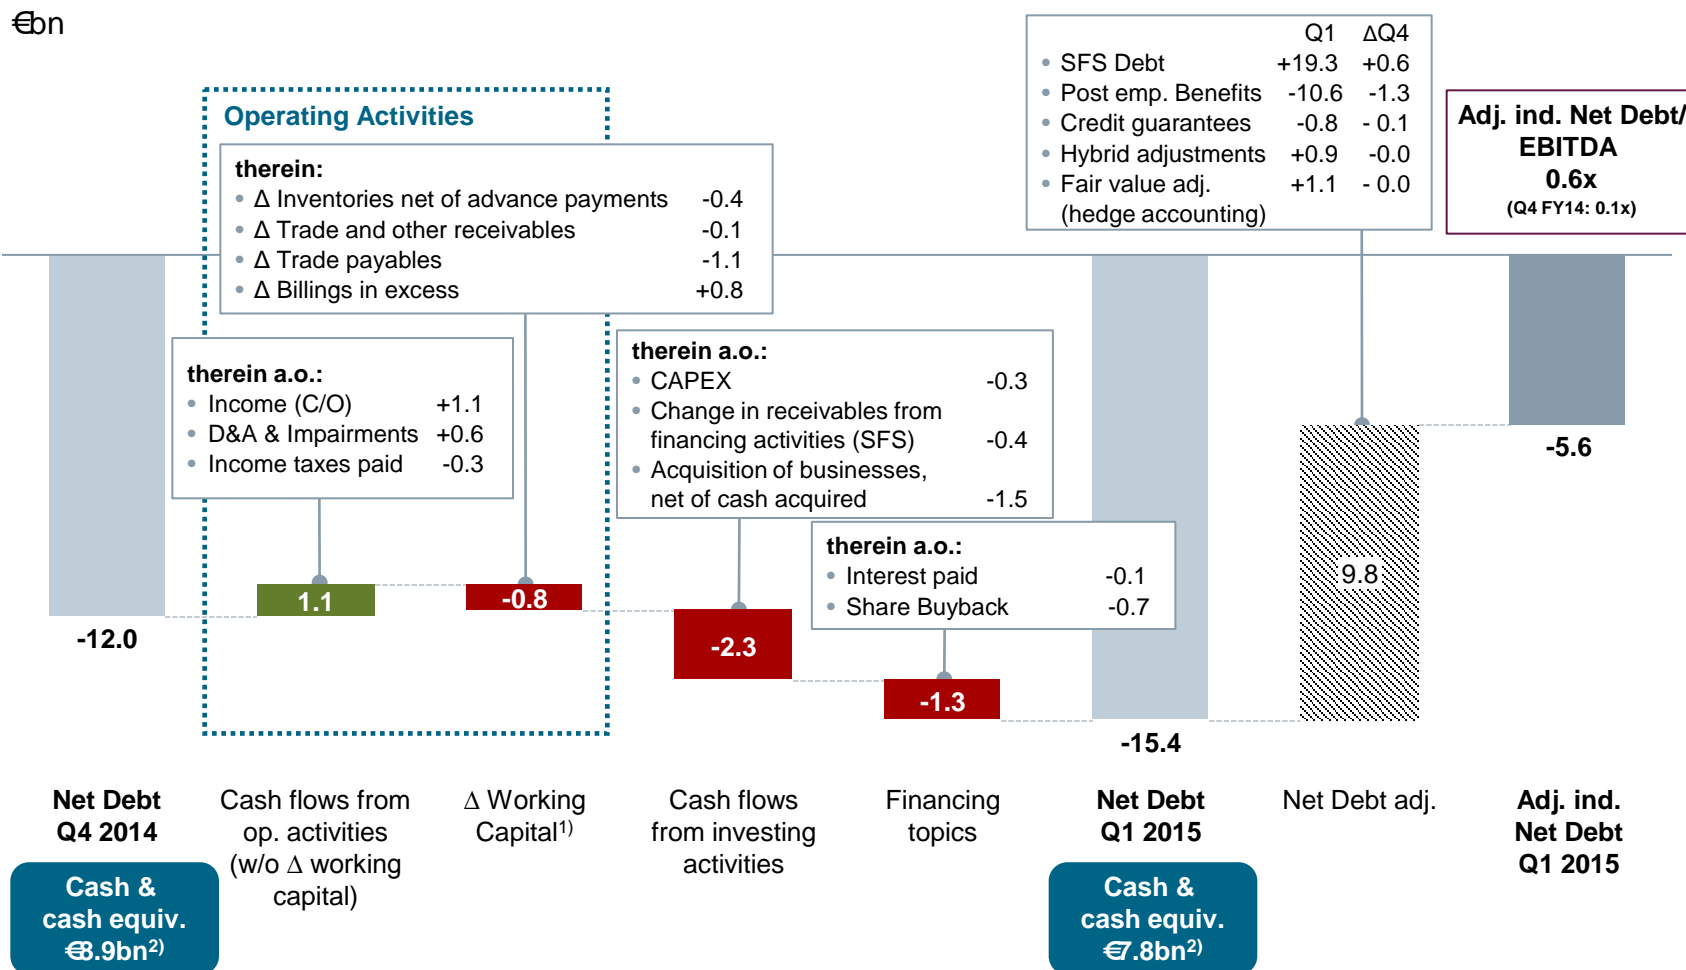 €bn
Operating Activities
therein:
• Δ Inventories net of advance payments -0.4
• Δ Trade and other receivables -0.1
• Δ Trade payables -1.1
• Δ Billings in excess +0.8
therein a.o.:
• Income (C/O) +1.1
• D&A & Impairments +0.6
• Income taxes paid -0.3
therein a.o.:
• CAPEX -0.3
• Change in receivables from
financing activities (SFS) -0.4
• Acquisition of businesses,
net of cash acquired -1.5
therein a.o.:
• Interest paid -0.1
• Share Buyback -0.7
Q1 ΔQ4
• SFS Debt +19.3 +0.6
• Post emp. Benefits -10.6 -1.3
• Credit guarantees -0.8 - 0.1
• Hybrid adjustments +0.9 -0.0
• Fair value adj. +1.1 - 0.0
(hedge accounting)
Adj. ind. Net Debt/
EBITDA
0.6x
(Q4 FY14: 0.1x)
-12.0
1.1
-0.8
-2.3
-1.3
-15.4
9.8
-5.6
Net Debt
Q4 2014
Cash flows from
op. activities
(w/o Δ working
capital)
Δ Working
Capital1)
Cash flows
from investing
activities
Financing
topics
Net Debt
Q1 2015
Net Debt adj.
Adj. ind.
Net Debt
Q1 2015
Cash &
cash equiv.
€8.9bn2)
Cash &
cash equiv.
€7.8bn2)